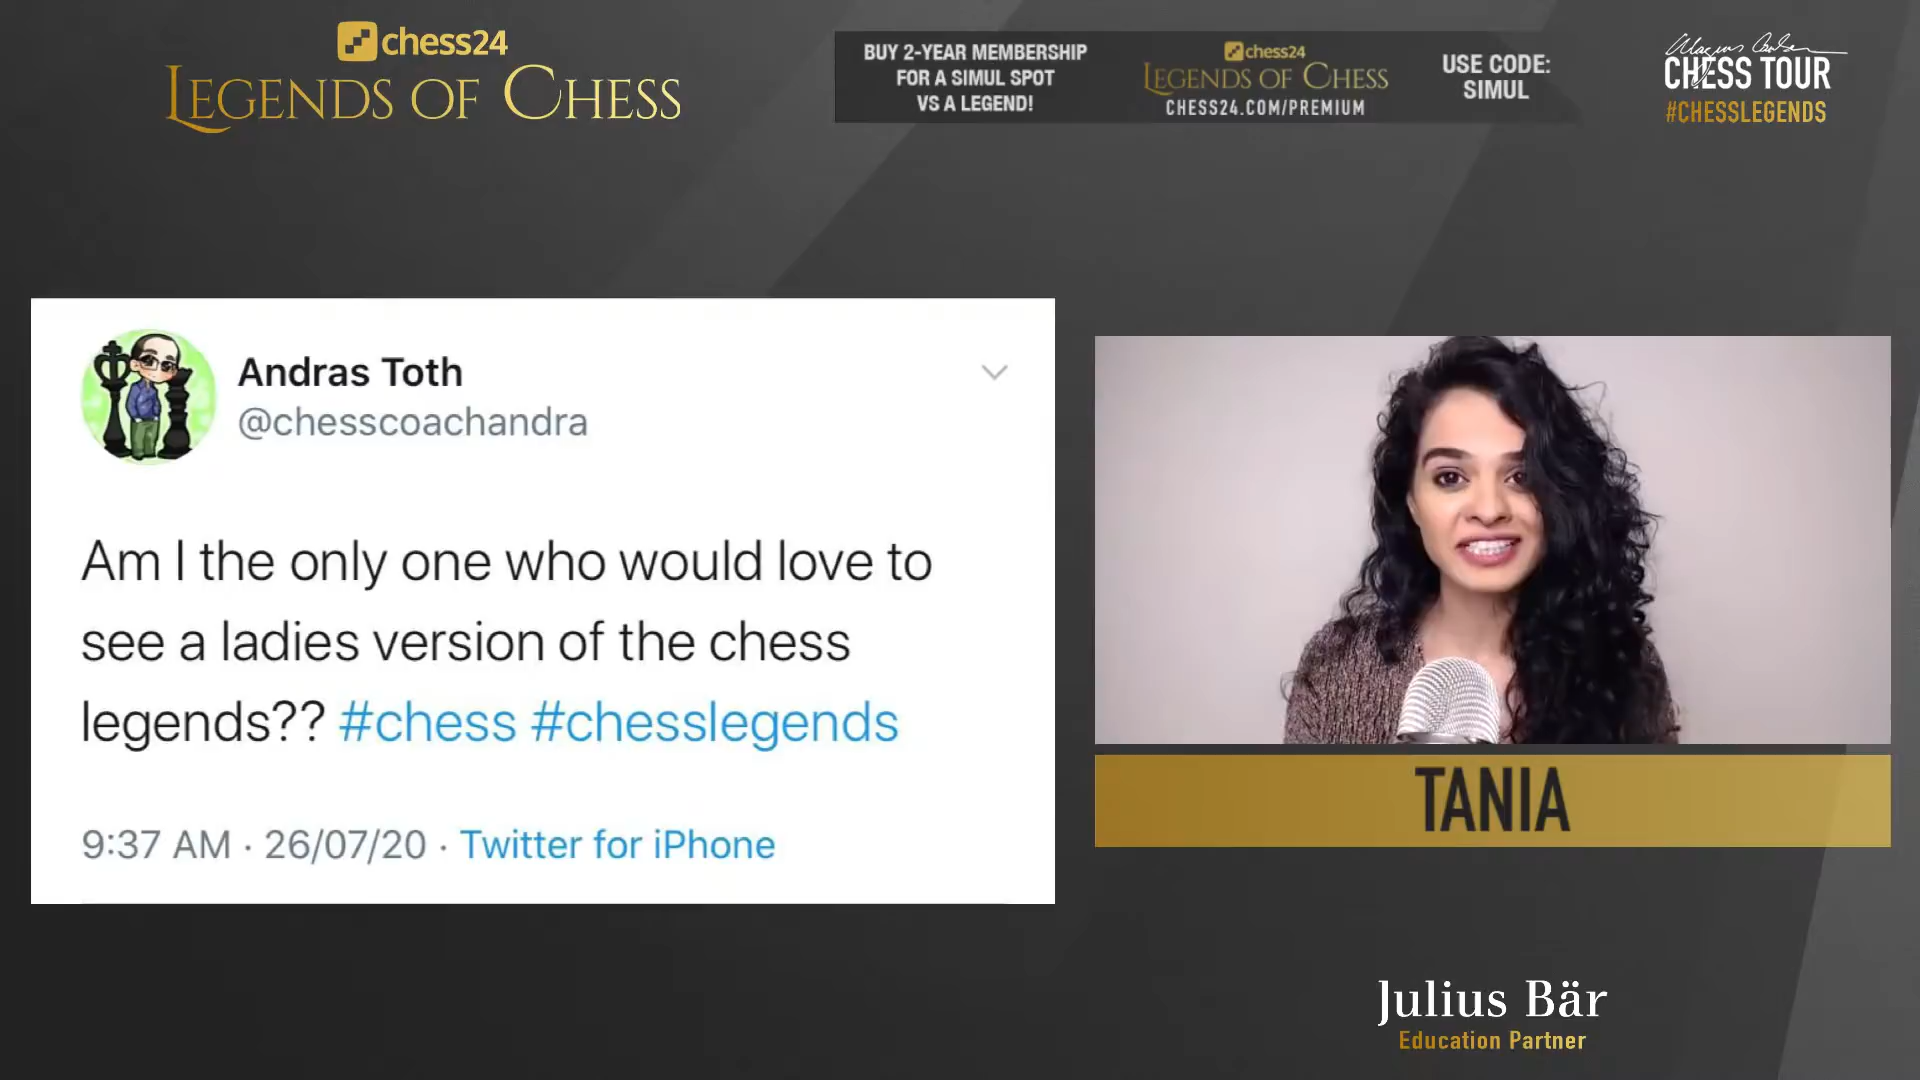 chess24
LEGENDS OF CHESS
BUY 2-YEAR MEMBERSHIP
FOR A SIMUL SPOT
VS A LEGEND!
chess24
LEGENDS OF CHESS
CHESS24.COM/PREMIUM
USE CODE:
SIMUL
Magnus Carlsen
CHESS TOUR
#CHESSLEGENDS
Andras Toth
@chesscoachandra
Am I the only one who would love to
see a ladies version of the chess
legends?? #chess #chesslegends
9:37 AM · 26/07/20 · Twitter for iPhone
TANIA
Julius Bär
Education Partner